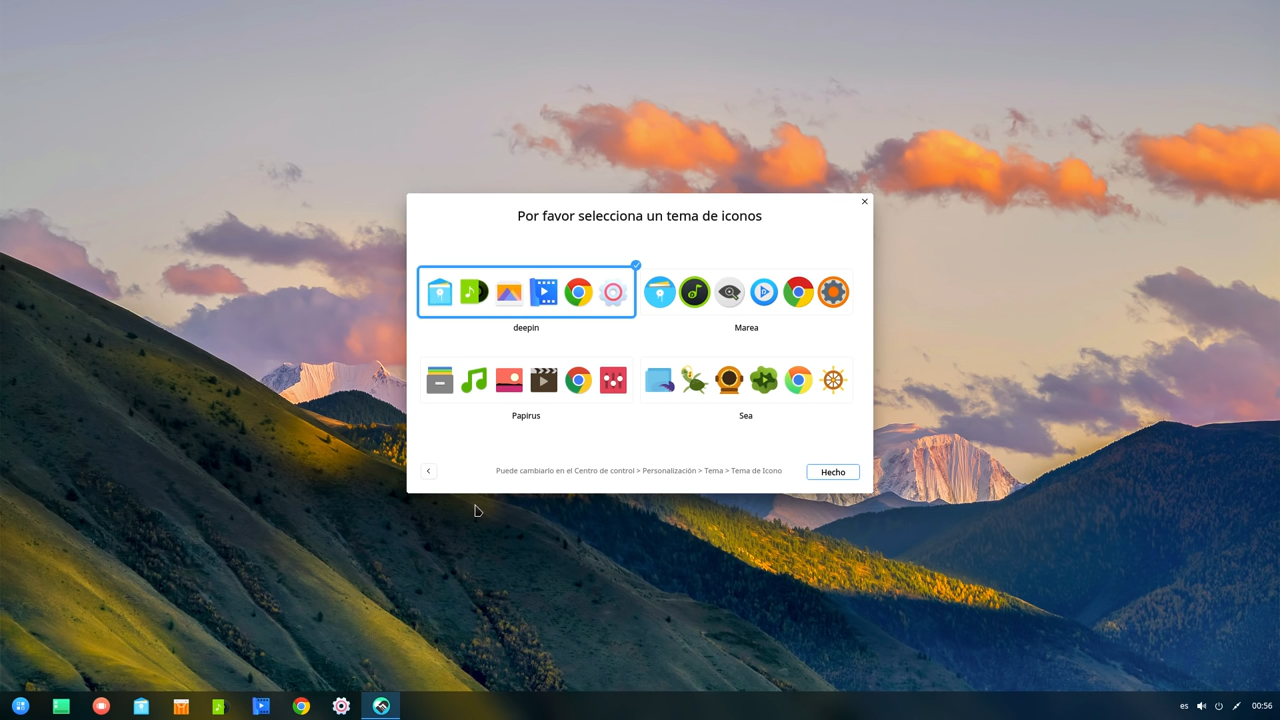 Por favor selecciona un tema de iconos
deepin
Marea
Papirus
Sea
Puede cambiarlo en el Centro de control > Personalización > Tema > Tema de Icono
Hecho
es
00:56